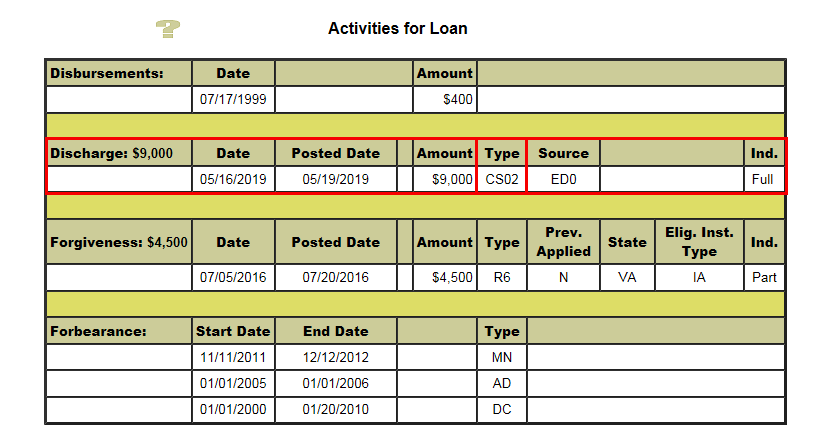 ?
Activities for Loan
Disbursements: Date Amount
07/17/1999 $400
Discharge: $9,000 Date Posted Date Amount Type Source Ind.
05/16/2019 05/19/2019 $9,000 CS02 ED0 Full
Forgiveness: $4,500 Date Posted Date Amount Type Prev. Applied State Elig. Inst. Type Ind.
07/05/2016 07/20/2016 $4,500 R6 N VA IA Part
Forbearance: Start Date End Date Type
11/11/2011 12/12/2012 MN
01/01/2005 01/01/2006 AD
01/01/2000 01/20/2010 DC